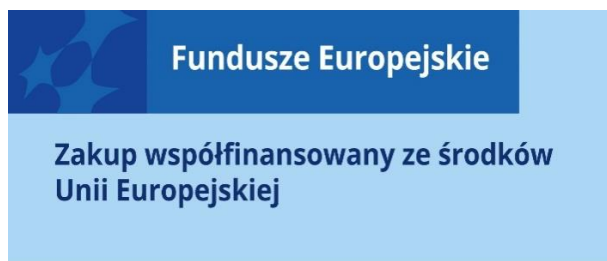 Fundusze Europejskie
Zakup współfinansowany ze środków
Unii Europejskiej